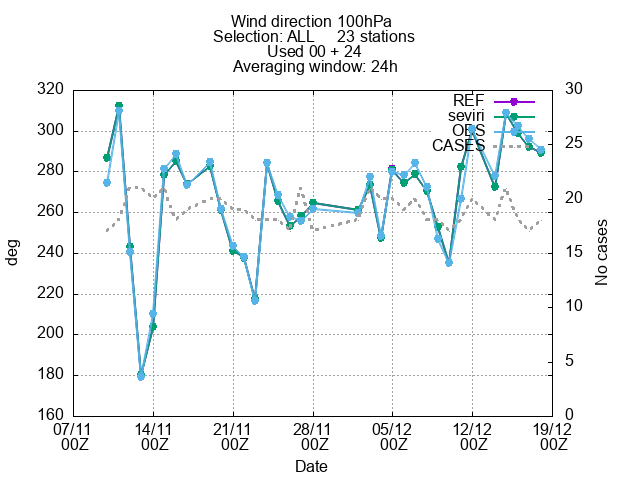 Wind direction 100hPa
Selection: ALL 23 stations
Used 00 + 24
Averaging window: 24h
320
300
280
260
240
220
200
180
160
deg
30
25
20
15
10
5
0
No cases
REF
seviri
OBS
CASES
07/11 14/11 21/11 28/11 05/12 12/12 19/12
00Z 00Z 00Z 00Z 00Z 00Z 00Z
Date